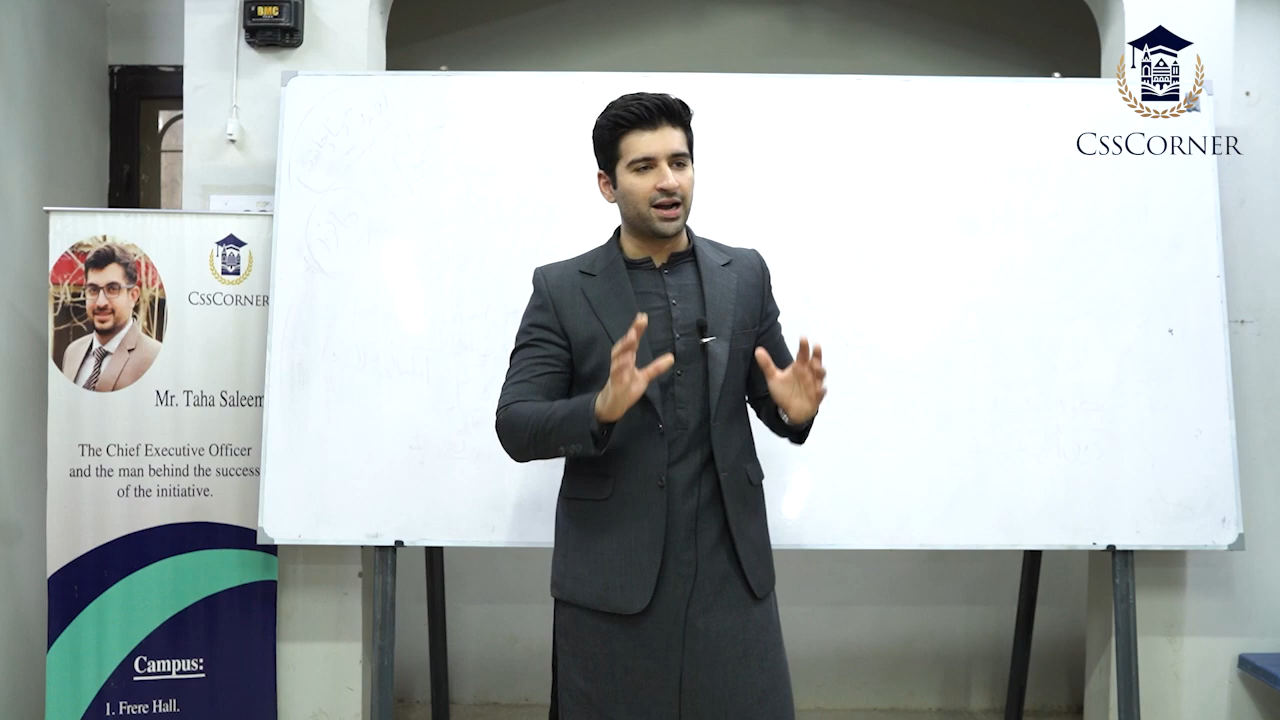 DMC
CSSCORNER
CSSCORNER
Mr. Taha Saleem
The Chief Executive Officer
and the man behind the success
of the initiative.
Campus:
1. Frere Hall.